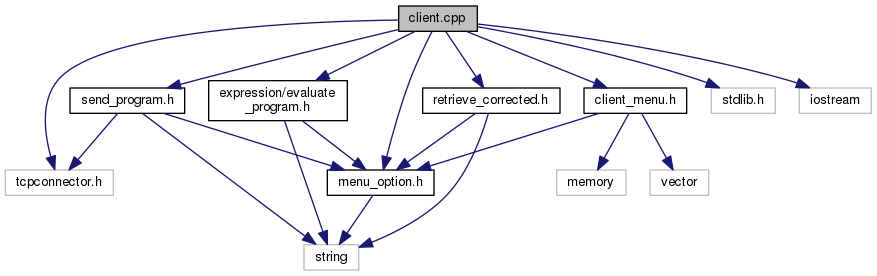 client.cpp
send_program.h
expression/evaluate
_program.h
retrieve_corrected.h
client_menu.h
stdlib.h
iostream
tcpconnector.h
menu_option.h
memory
vector
string